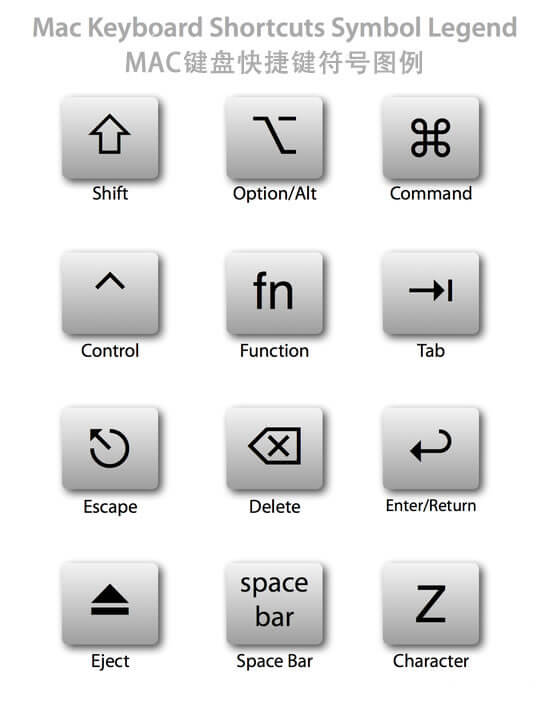 Mac Keyboard Shortcuts Symbol Legend
MAC键盘快捷键符号图例
⇧ ⌥ ⌘
Shift Option/Alt Command
^ fn ⇥
Control Function Tab
⎋ ⌫ ↩
Escape Delete Enter/Return
⏏ space bar Z
Eject Space Bar Character